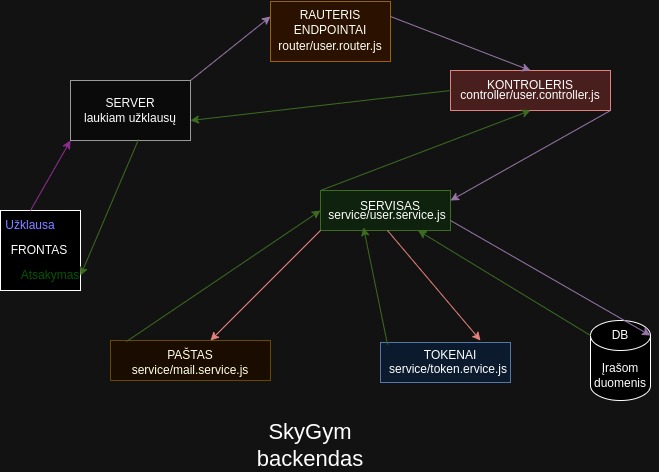 RAUTERIS
ENDPOINTAI
router/user.router.js
KONTROLERIS
controller/user.controller.js
SERVER
laukiam užklausų
SERVISAS
service/user.service.js
Užklausa
FRONTAS
Atsakymas
PAŠTAS
service/mail.service.js
TOKENAI
service/token.ervice.js
DB
Įrašom
duomenis
SkyGym
backendas